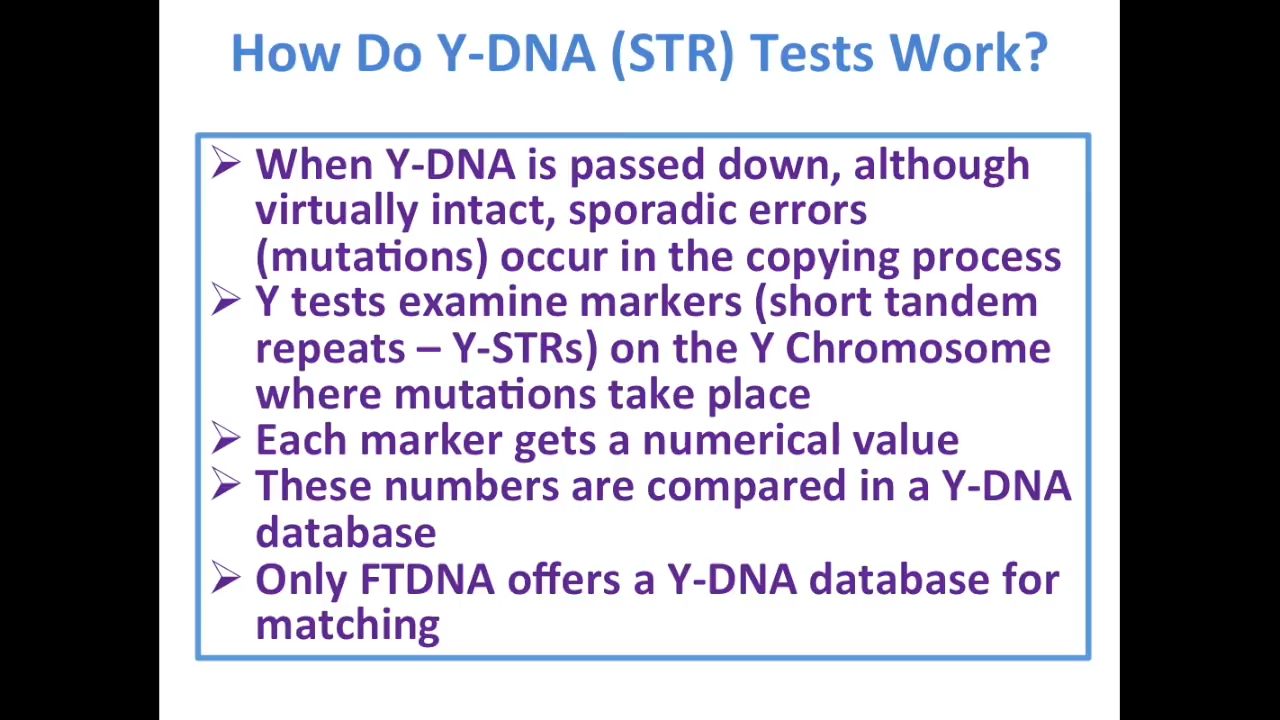 How Do Y-DNA (STR) Tests Work?
➢ When Y-DNA is passed down, although
virtually intact, sporadic errors
(mutations) occur in the copying process
➢ Y tests examine markers (short tandem
repeats – Y-STRs) on the Y Chromosome
where mutations take place
➢ Each marker gets a numerical value
➢ These numbers are compared in a Y-DNA
database
➢ Only FTDNA offers a Y-DNA database for
matching